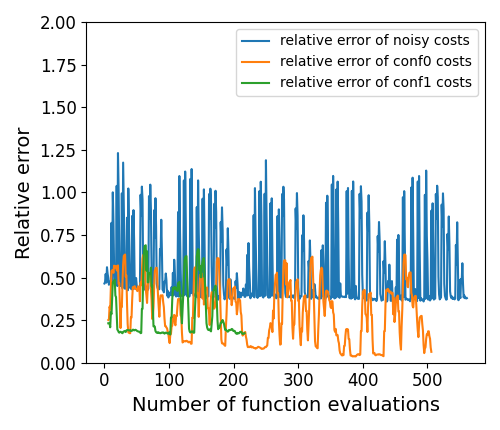 2.00
1.75
1.50
1.25
1.00
0.75
0.50
0.25
0.00
Relative error
relative error of noisy costs
relative error of conf0 costs
relative error of conf1 costs
0 100 200 300 400 500
Number of function evaluations